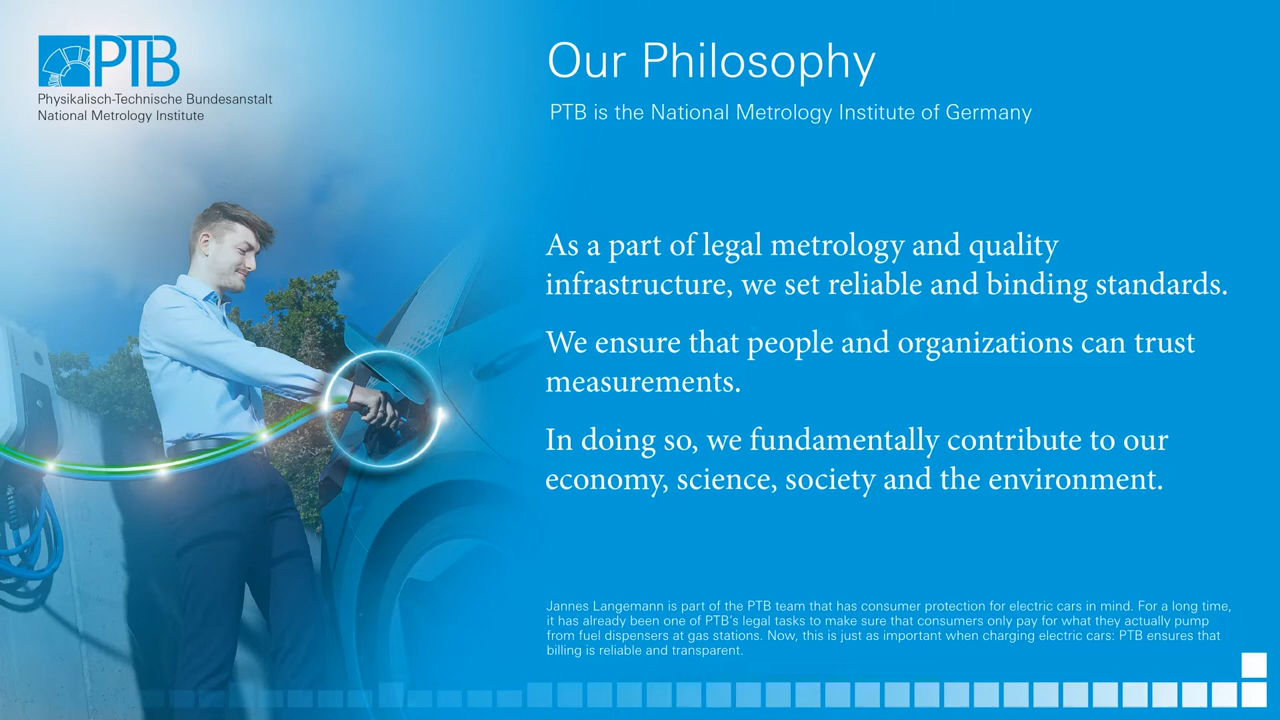 PTB
Physikalisch-Technische Bundesanstalt
National Metrology Institute
Our Philosophy
PTB is the National Metrology Institute of Germany
As a part of legal metrology and quality
infrastructure, we set reliable and binding standards.
We ensure that people and organizations can trust
measurements.
In doing so, we fundamentally contribute to our
economy, science, society and the environment.
Jannes Langemann is part of the PTB team that has consumer protection for electric cars in mind. For a long time,
it has already been one of PTB's legal tasks to make sure that consumers only pay for what they actually pump
from fuel dispensers at gas stations. Now, this is just as important when charging electric cars: PTB ensures that
billing is reliable and transparent.